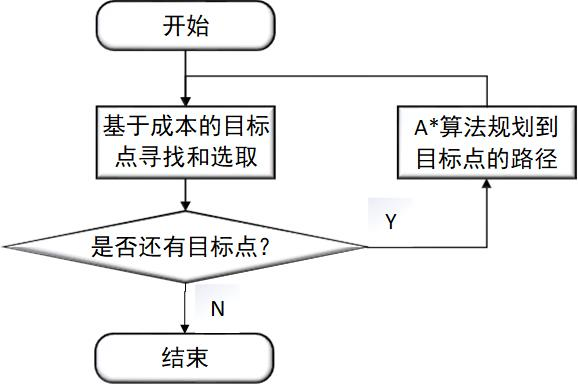 开始
基于成本的目标
点寻找和选取
A*算法规划到
目标点的路径
是否还有目标点？
Y
N
结束